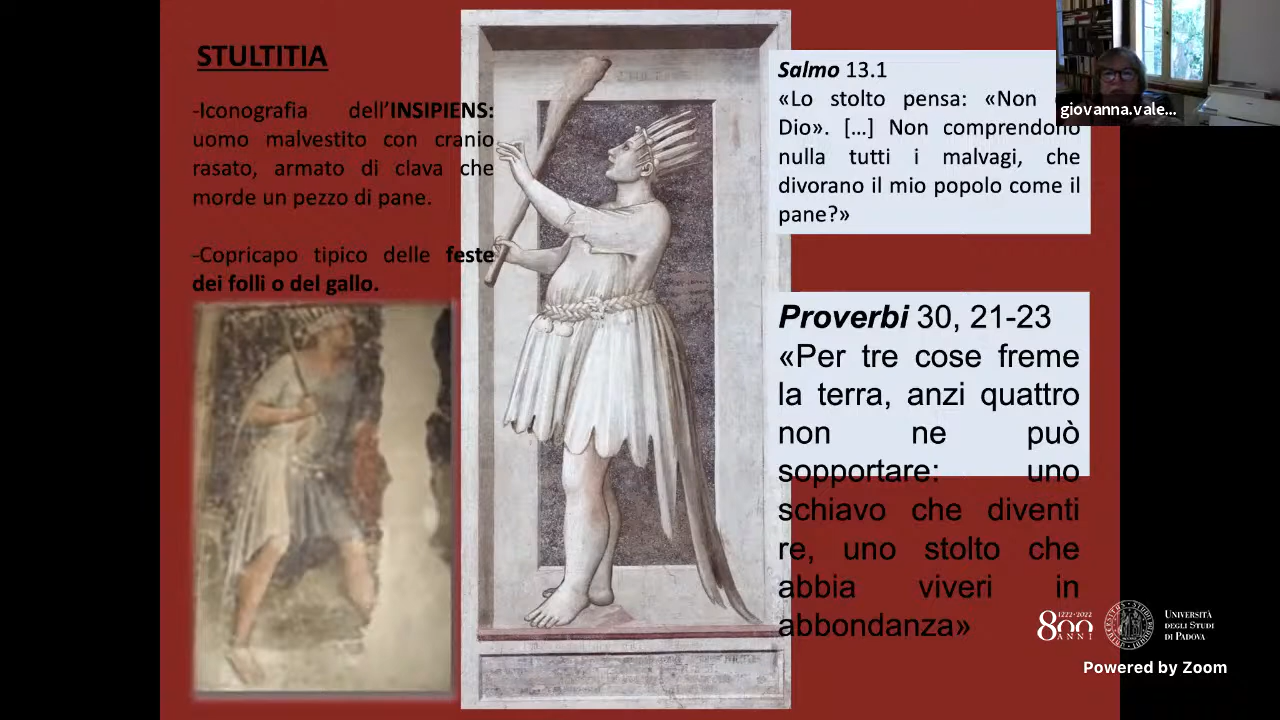 STULTITIA
-Iconografia dell'INSIPIENS:
uomo malvestito con cranio
rasato, armato di clava che
morde un pezzo di pane.
-Copricapo tipico delle feste
dei folli o del gallo.
Salmo 13.1
«Lo stolto pensa: «Non
Dio». […] Non comprendono
nulla tutti i malvagi, che
divorano il mio popolo come il
pane?»
Proverbi 30, 21-23
«Per tre cose freme
la terra, anzi quattro
non ne può
sopportare: uno
schiavo che diventi
re, uno stolto che
abbia viveri in
abbondanza»
giovanna.vale...
1222·2022
800
ANNI
UNIVERSITÀ
DEGLI STUDI
DI PADOVA
Powered by Zoom